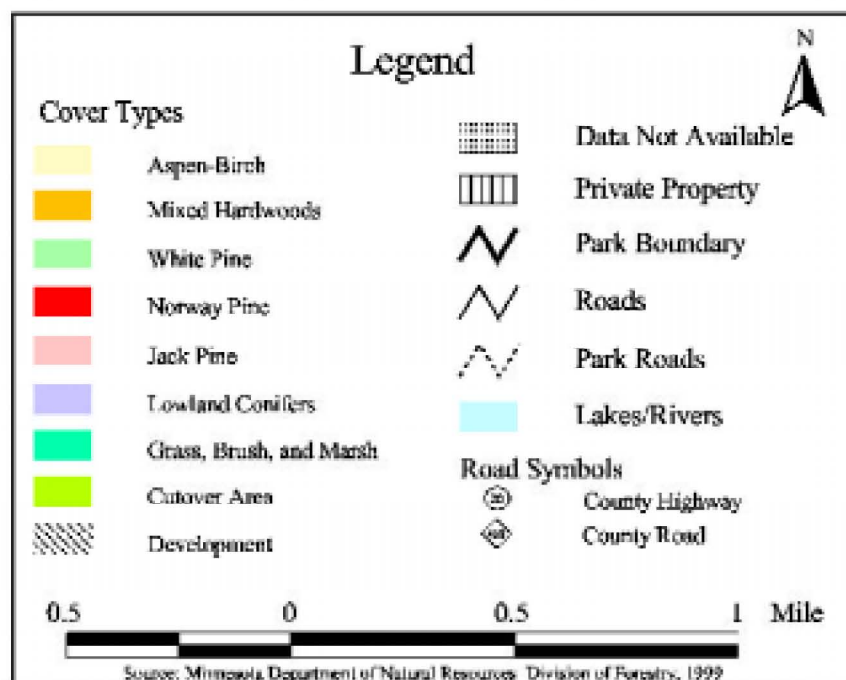 N
Legend
Cover Types
Aspen-Birch
Mixed Hardwoods
White Pine
Norway Pine
Jack Pine
Lowland Conifers
Grass, Brush, and Marsh
Cutover Area
Development
Data Not Available
Private Property
Park Boundary
Roads
Park Roads
Lakes/Rivers
Road Symbols
County Highway
County Road
0.5 0 0.5 1 Mile
Source: Minnesota Department of Natural Resources Division of Forestry, 1999